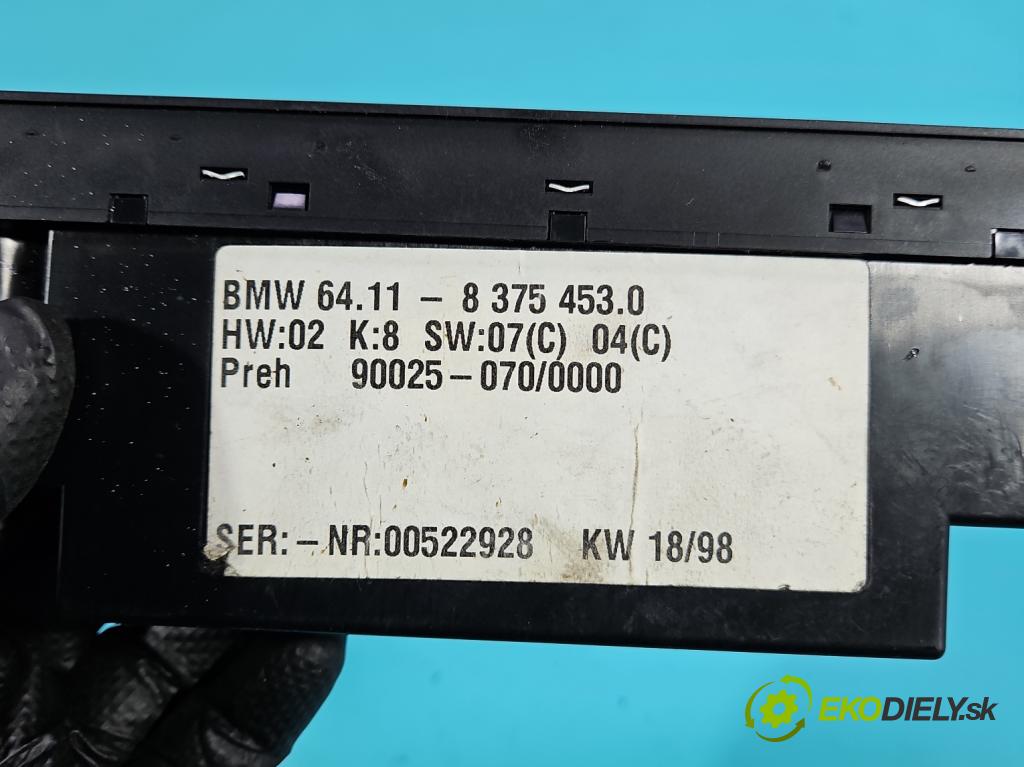 BMW 64.11 – 8 375 453.0
HW:02 K:8 SW:07(C) 04(C)
Preh 90025–070/0000
SER:–NR:00522928 KW 18/98
EKODIELY.sk